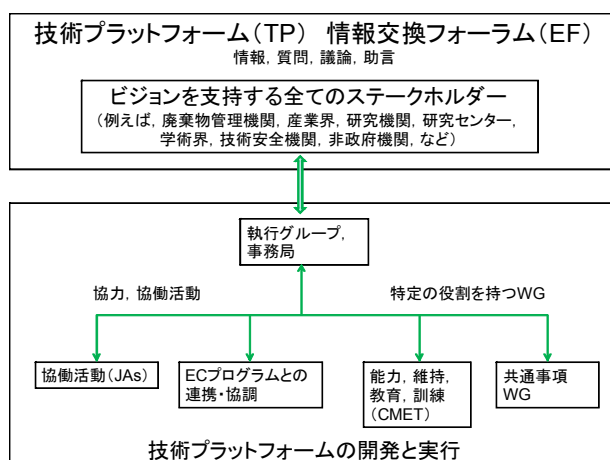 技術プラットフォーム(TP) 情報交換フォーラム(EF)
情報, 質問, 議論, 助言
ビジョンを支持する全てのステークホルダー
(例えば, 廃棄物管理機関, 産業界, 研究機関, 研究センター,
学術界, 技術安全機関, 非政府機関, など)
執行グループ,
事務局
協力, 協働活動
特定の役割を持つWG
協働活動(JAs)
ECプログラムとの
連携・協調
能力, 維持,
教育, 訓練
(CMET)
共通事項
WG
技術プラットフォームの開発と実行